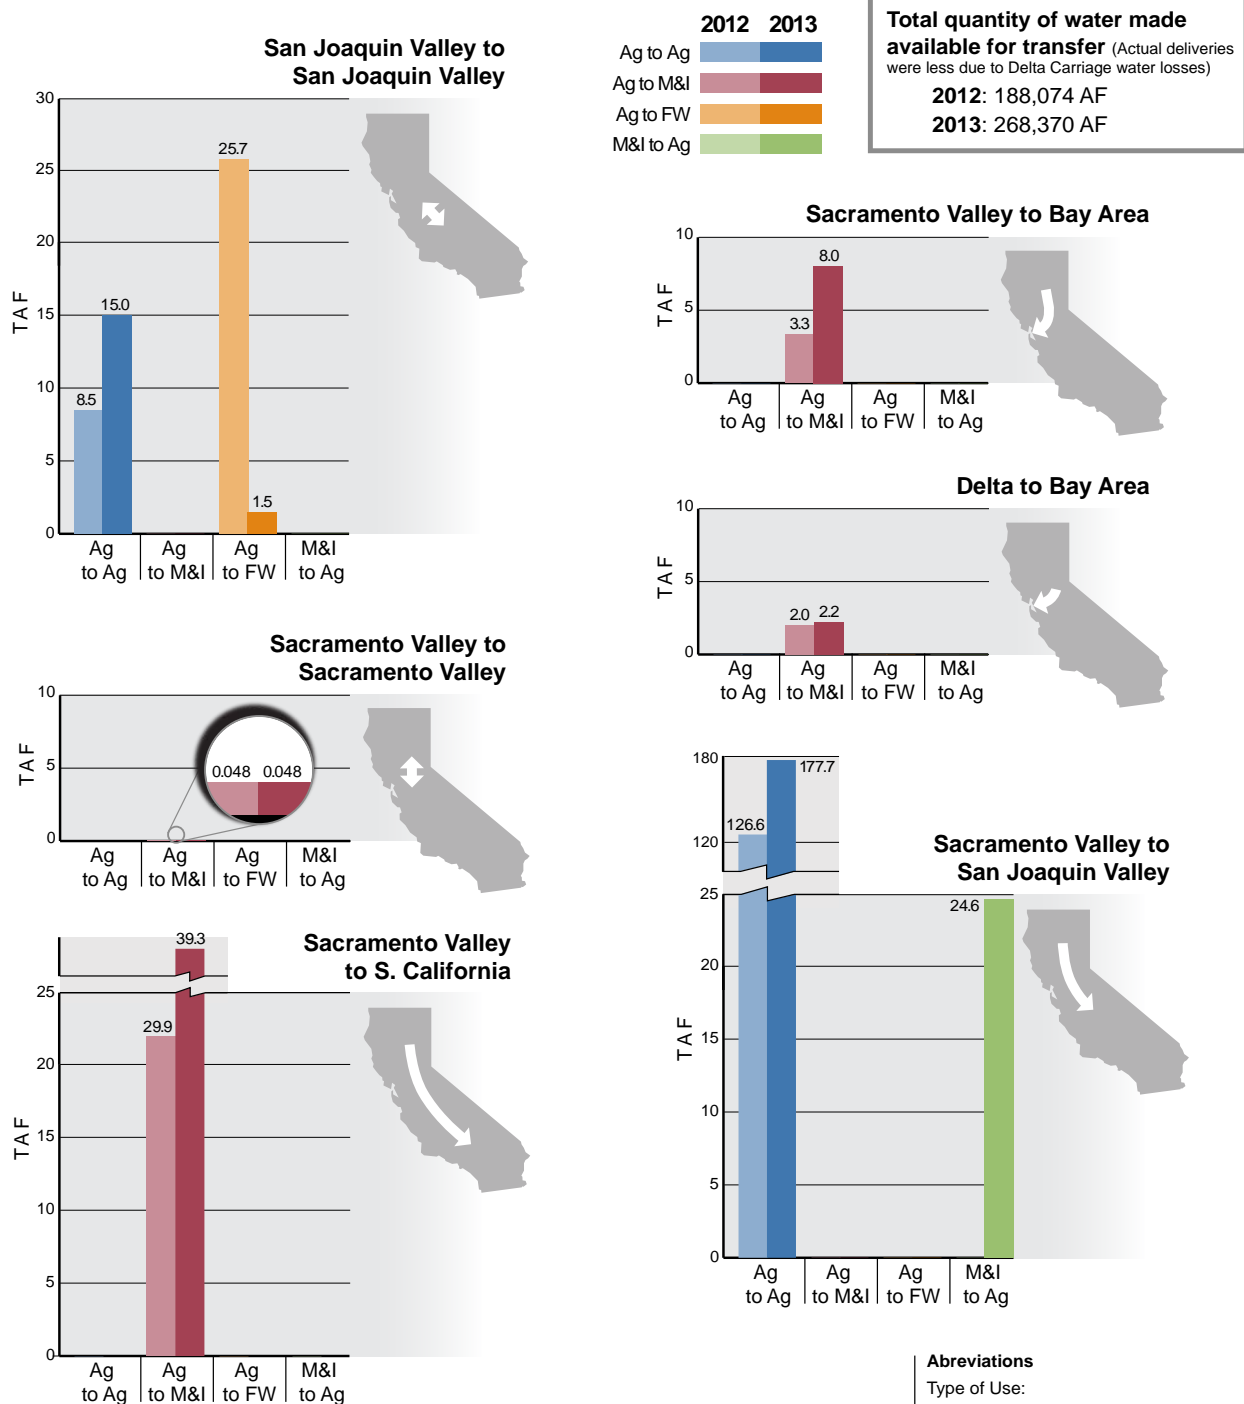 San Joaquin Valley to
San Joaquin Valley
30
25
20
15
10
5
0
TAF
8.5
15.0
25.7
1.5
Ag to Ag
Ag to M&I
Ag to FW
M&I to Ag
2012 2013
Ag to Ag
Ag to M&I
Ag to FW
M&I to Ag
Total quantity of water made
available for transfer (Actual deliveries
were less due to Delta Carriage water losses)
2012: 188,074 AF
2013: 268,370 AF
Sacramento Valley to Bay Area
10
5
0
TAF
3.3
8.0
Ag to Ag
Ag to M&I
Ag to FW
M&I to Ag
Delta to Bay Area
10
5
0
TAF
2.0
2.2
Ag to Ag
Ag to M&I
Ag to FW
M&I to Ag
Sacramento Valley to
Sacramento Valley
10
5
0
TAF
0.048 0.048
Ag to Ag
Ag to M&I
Ag to FW
M&I to Ag
Sacramento Valley to
San Joaquin Valley
180
120
25
20
15
10
5
0
TAF
126.6
177.7
24.6
Ag to Ag
Ag to M&I
Ag to FW
M&I to Ag
Sacramento Valley
to S. California
25
20
15
10
5
0
TAF
29.9
39.3
Ag to Ag
Ag to M&I
Ag to FW
M&I to Ag
Abreviations
Type of Use: